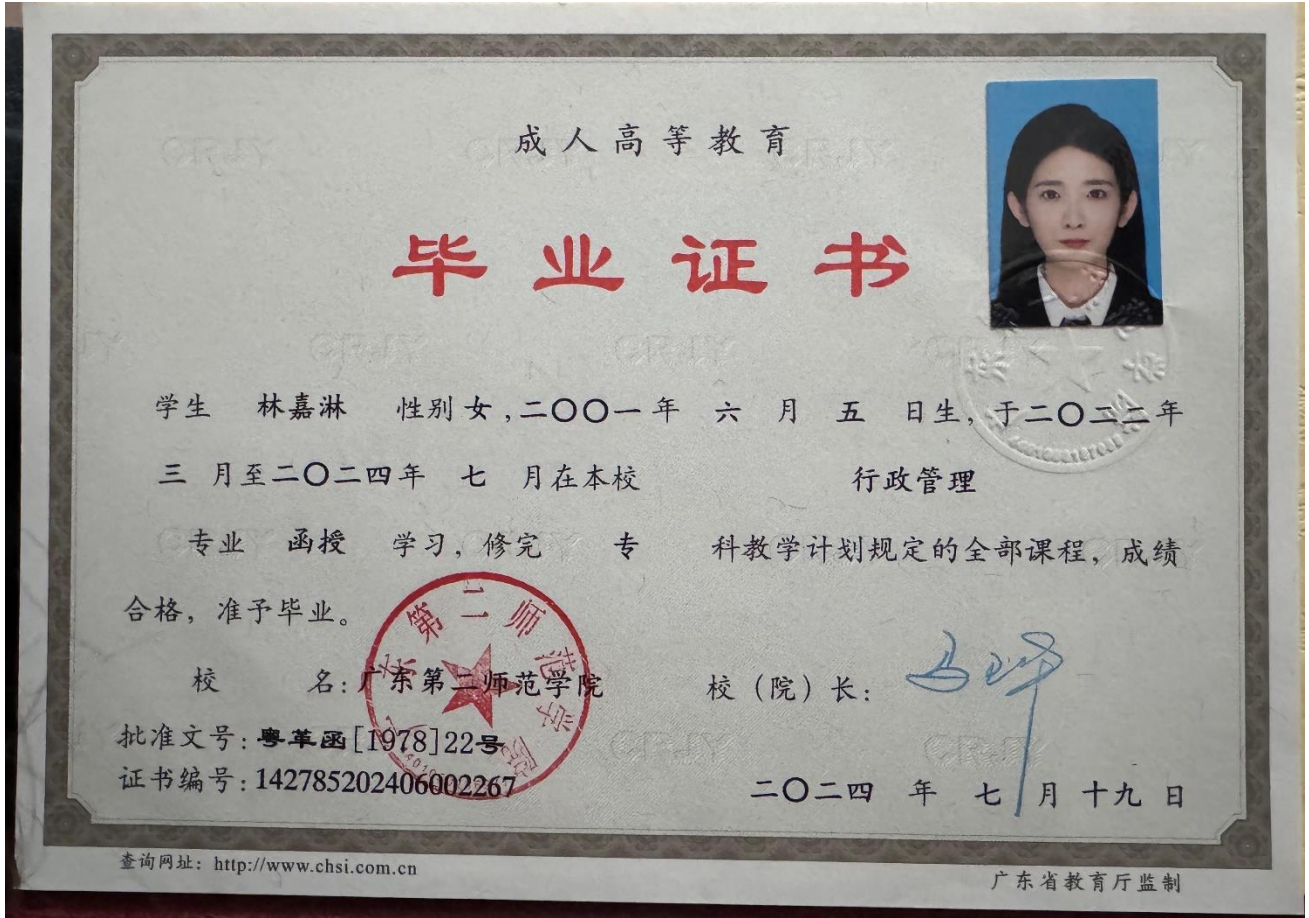 成人高等教育
毕业证书
学生 林嘉淋 性别 女，二〇〇一年 六 月 五 日生，于二〇二二年
三 月至二〇二四年 七 月在本校 行政管理
专业 函授 学习，修完 专 科教学计划规定的全部课程，成绩
合格，准予毕业。
校 名：广东第二师范学院 校（院）长：
批准文号：粤革函[1978]22号
证书编号：142785202406002267
二〇二四 年 七 月 十九 日
查询网址：http://www.chsi.com.cn
广东省教育厅监制